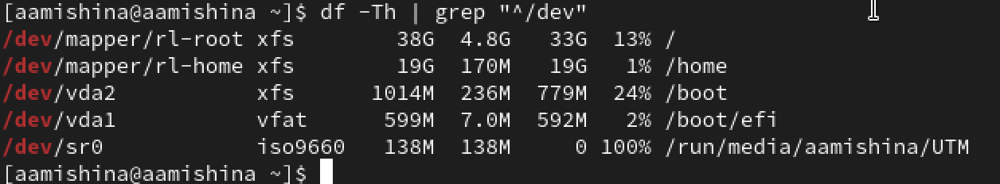 [aamishina@aamishina ~]$ df -Th | grep "^/dev"
/dev/mapper/rl-root xfs        38G  4.8G   33G  13% /
/dev/mapper/rl-home xfs        19G  170M   19G   1% /home
/dev/vda2           xfs      1014M  236M  779M  24% /boot
/dev/vda1           vfat      599M  7.0M  592M   2% /boot/efi
/dev/sr0            iso9660   138M  138M     0 100% /run/media/aamishina/UTM
[aamishina@aamishina ~]$